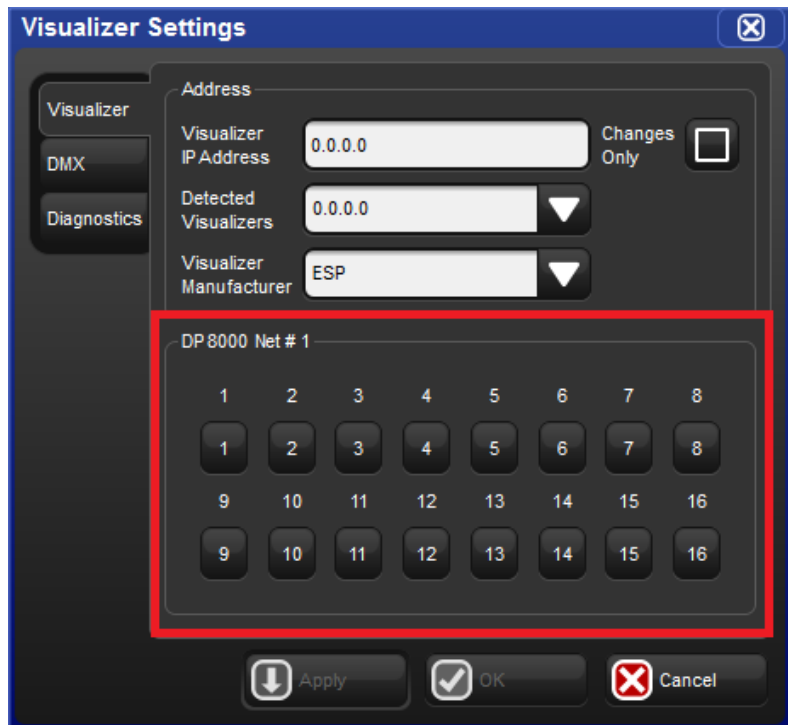 Visualizer Settings
Visualizer
DMX
Diagnostics
Address
Visualizer
IP Address
0.0.0.0
Changes
Only
Detected
Visualizers
0.0.0.0
Visualizer
Manufacturer
ESP
DP8000 Net # 1
1 2 3 4 5 6 7 8
1 2 3 4 5 6 7 8
9 10 11 12 13 14 15 16
9 10 11 12 13 14 15 16
Apply OK Cancel